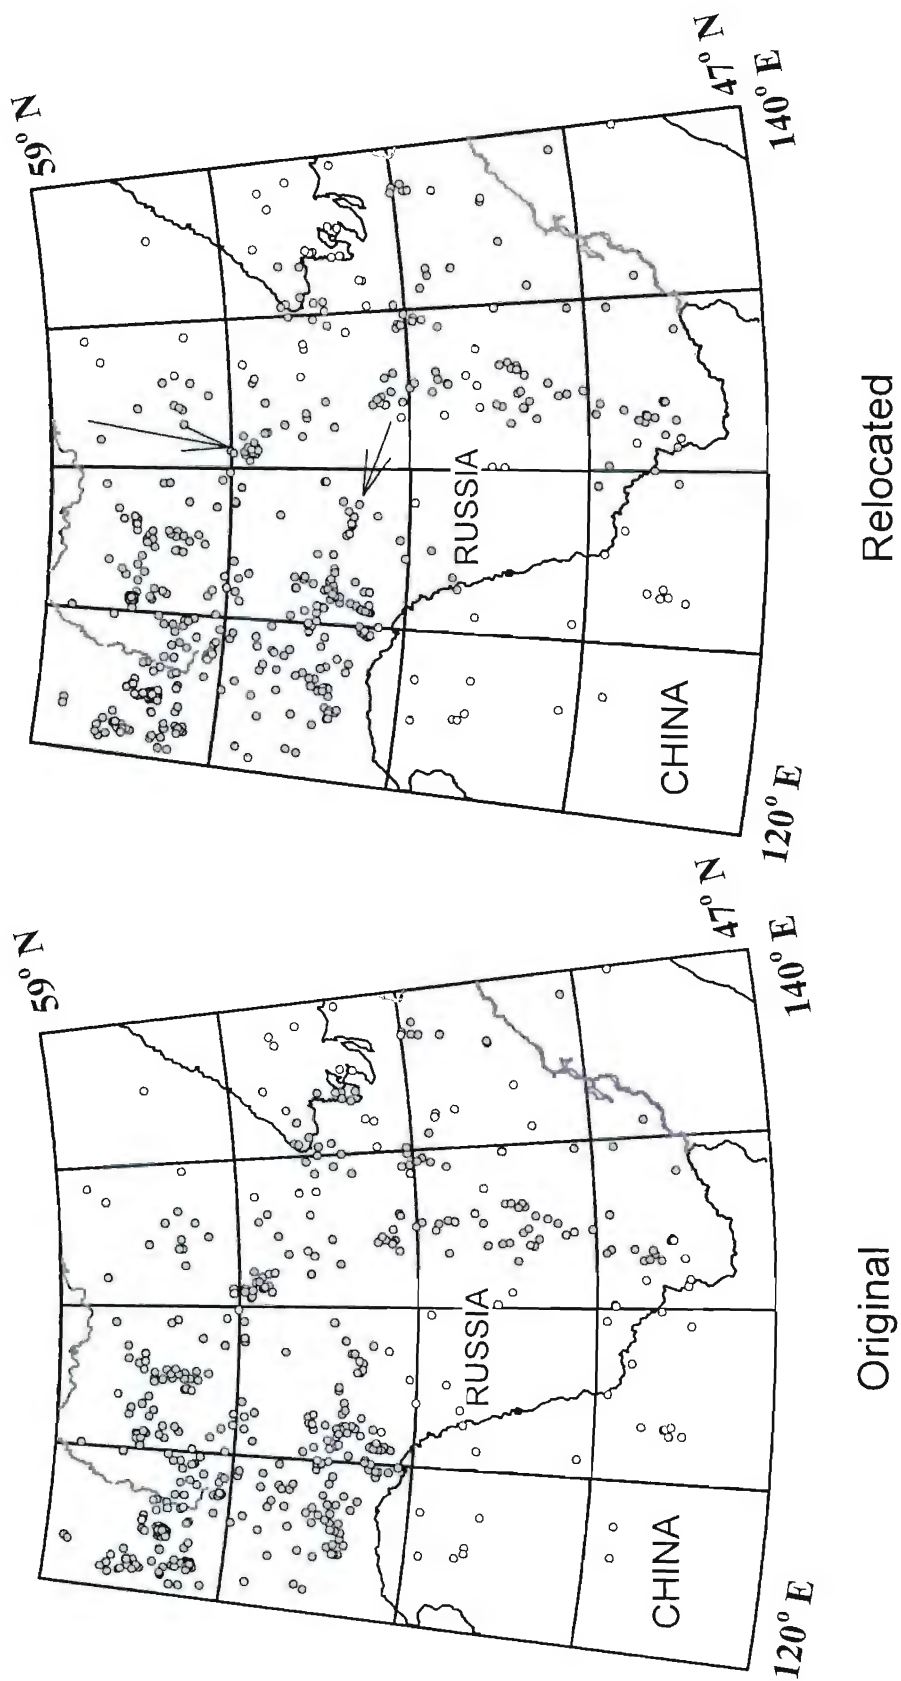 59° N
47° N
140° E
120° E
RUSSIA
CHINA
Original
59° N
47° N
140° E
120° E
RUSSIA
CHINA
Relocated